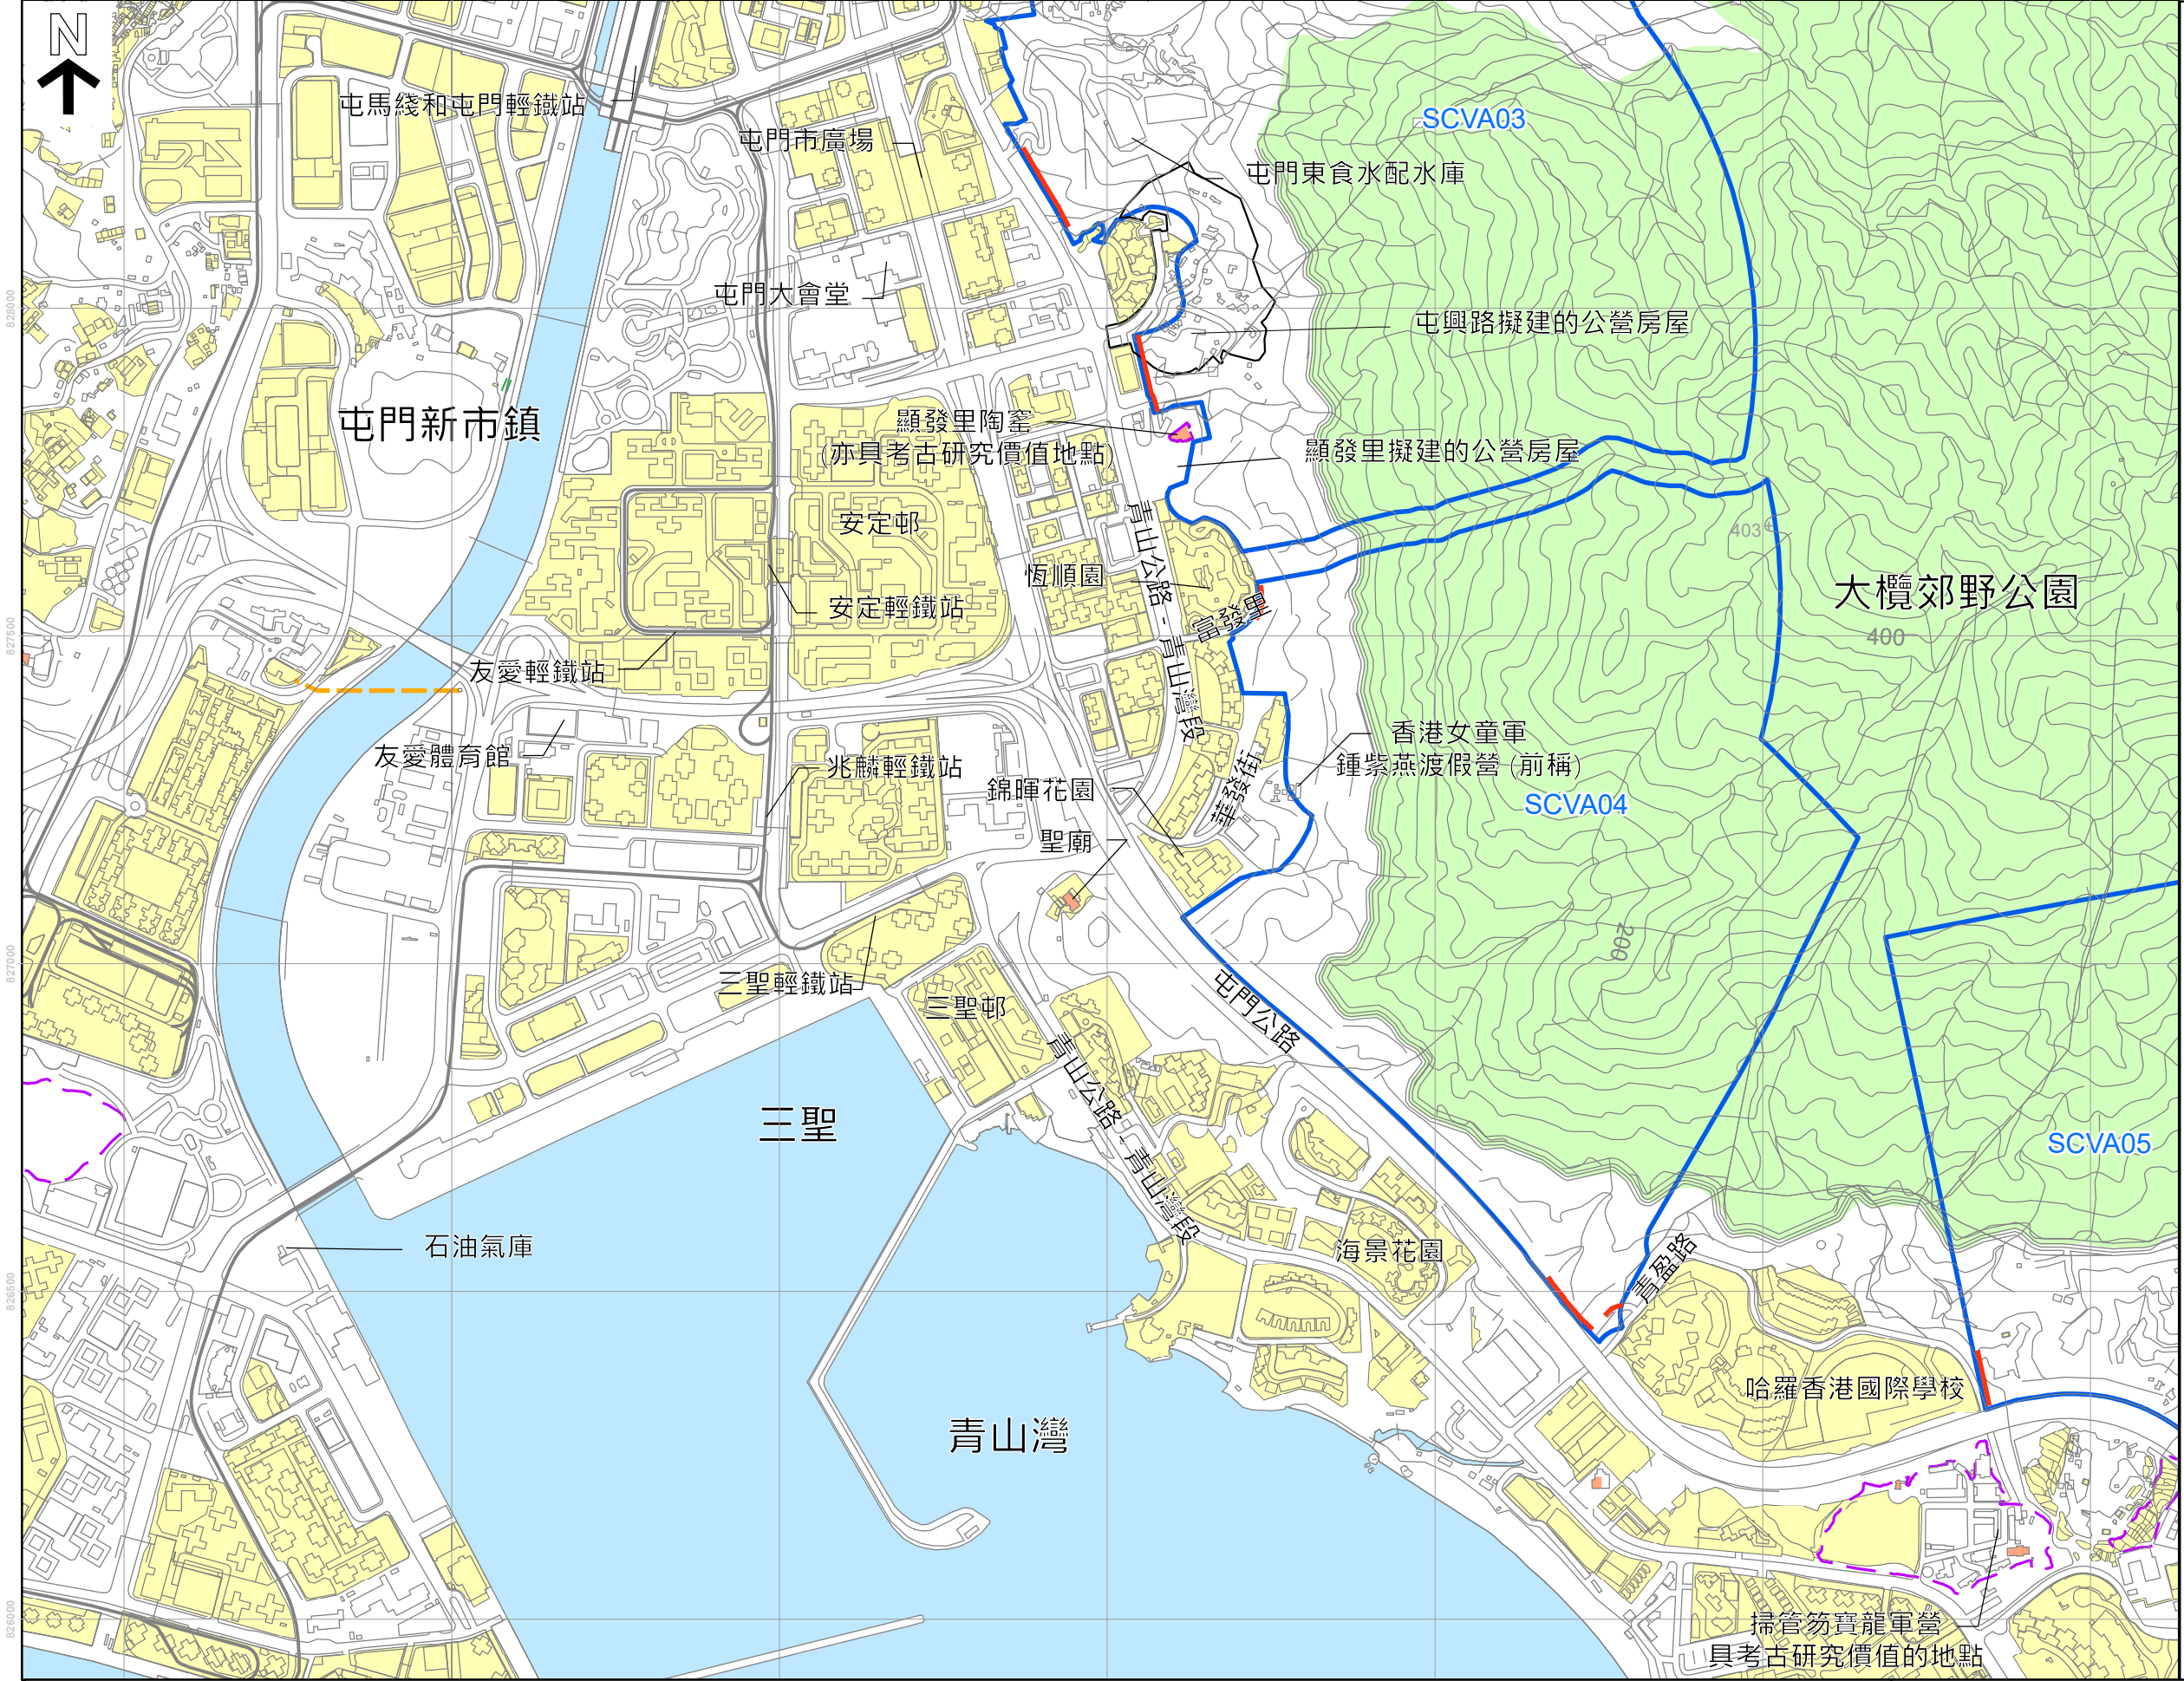 N
屯馬綫和屯門輕鐵站
SCVA03
屯門市廣場
屯門東食水配水庫
屯門大會堂
828000
屯興路擬建的公營房屋
屯門新市鎮
顯發里陶窰
(亦具考古研究價值地點)
顯發里擬建的公營房屋
青山公路 - 青山灣段
安定邨
403
恆順園
大欖郊野公園
安定輕鐵站
富發里
827500
400
友愛輕鐵站
香港女童軍
鍾紫燕渡假營 (前稱)
友愛體育館
兆麟輕鐵站
錦暉花園
華發街
SCVA04
聖廟
200
827000
三聖輕鐵站
三聖邨
屯門公路
青山公路 - 青山灣段
三聖
SCVA05
石油氣庫
海景花園
青盈路
826500
哈羅香港國際學校
青山灣
826000
掃管笏寶龍軍營
具考古研究價值的地點